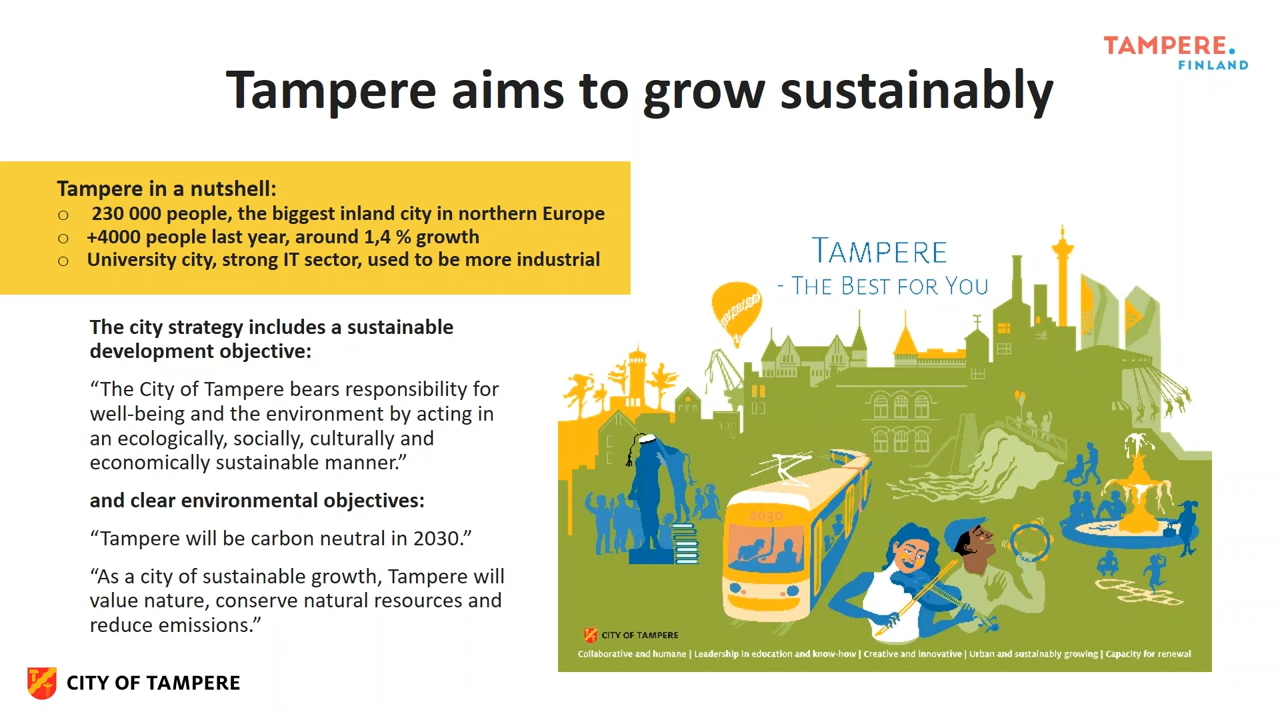 TAMPERE.
FINLAND
Tampere aims to grow sustainably
Tampere in a nutshell:
○ 230 000 people, the biggest inland city in northern Europe
○ +4000 people last year, around 1,4 % growth
○ University city, strong IT sector, used to be more industrial
The city strategy includes a sustainable
development objective:
“The City of Tampere bears responsibility for
well-being and the environment by acting in
an ecologically, socially, culturally and
economically sustainable manner.”
and clear environmental objectives:
“Tampere will be carbon neutral in 2030.”
“As a city of sustainable growth, Tampere will
value nature, conserve natural resources and
reduce emissions.”
CITY OF TAMPERE
TAMPERE
- THE BEST FOR YOU
2030
CITY OF TAMPERE
Collaborative and humane | Leadership in education and know-how | Creative and innovative | Urban and sustainably growing | Capacity for renewal